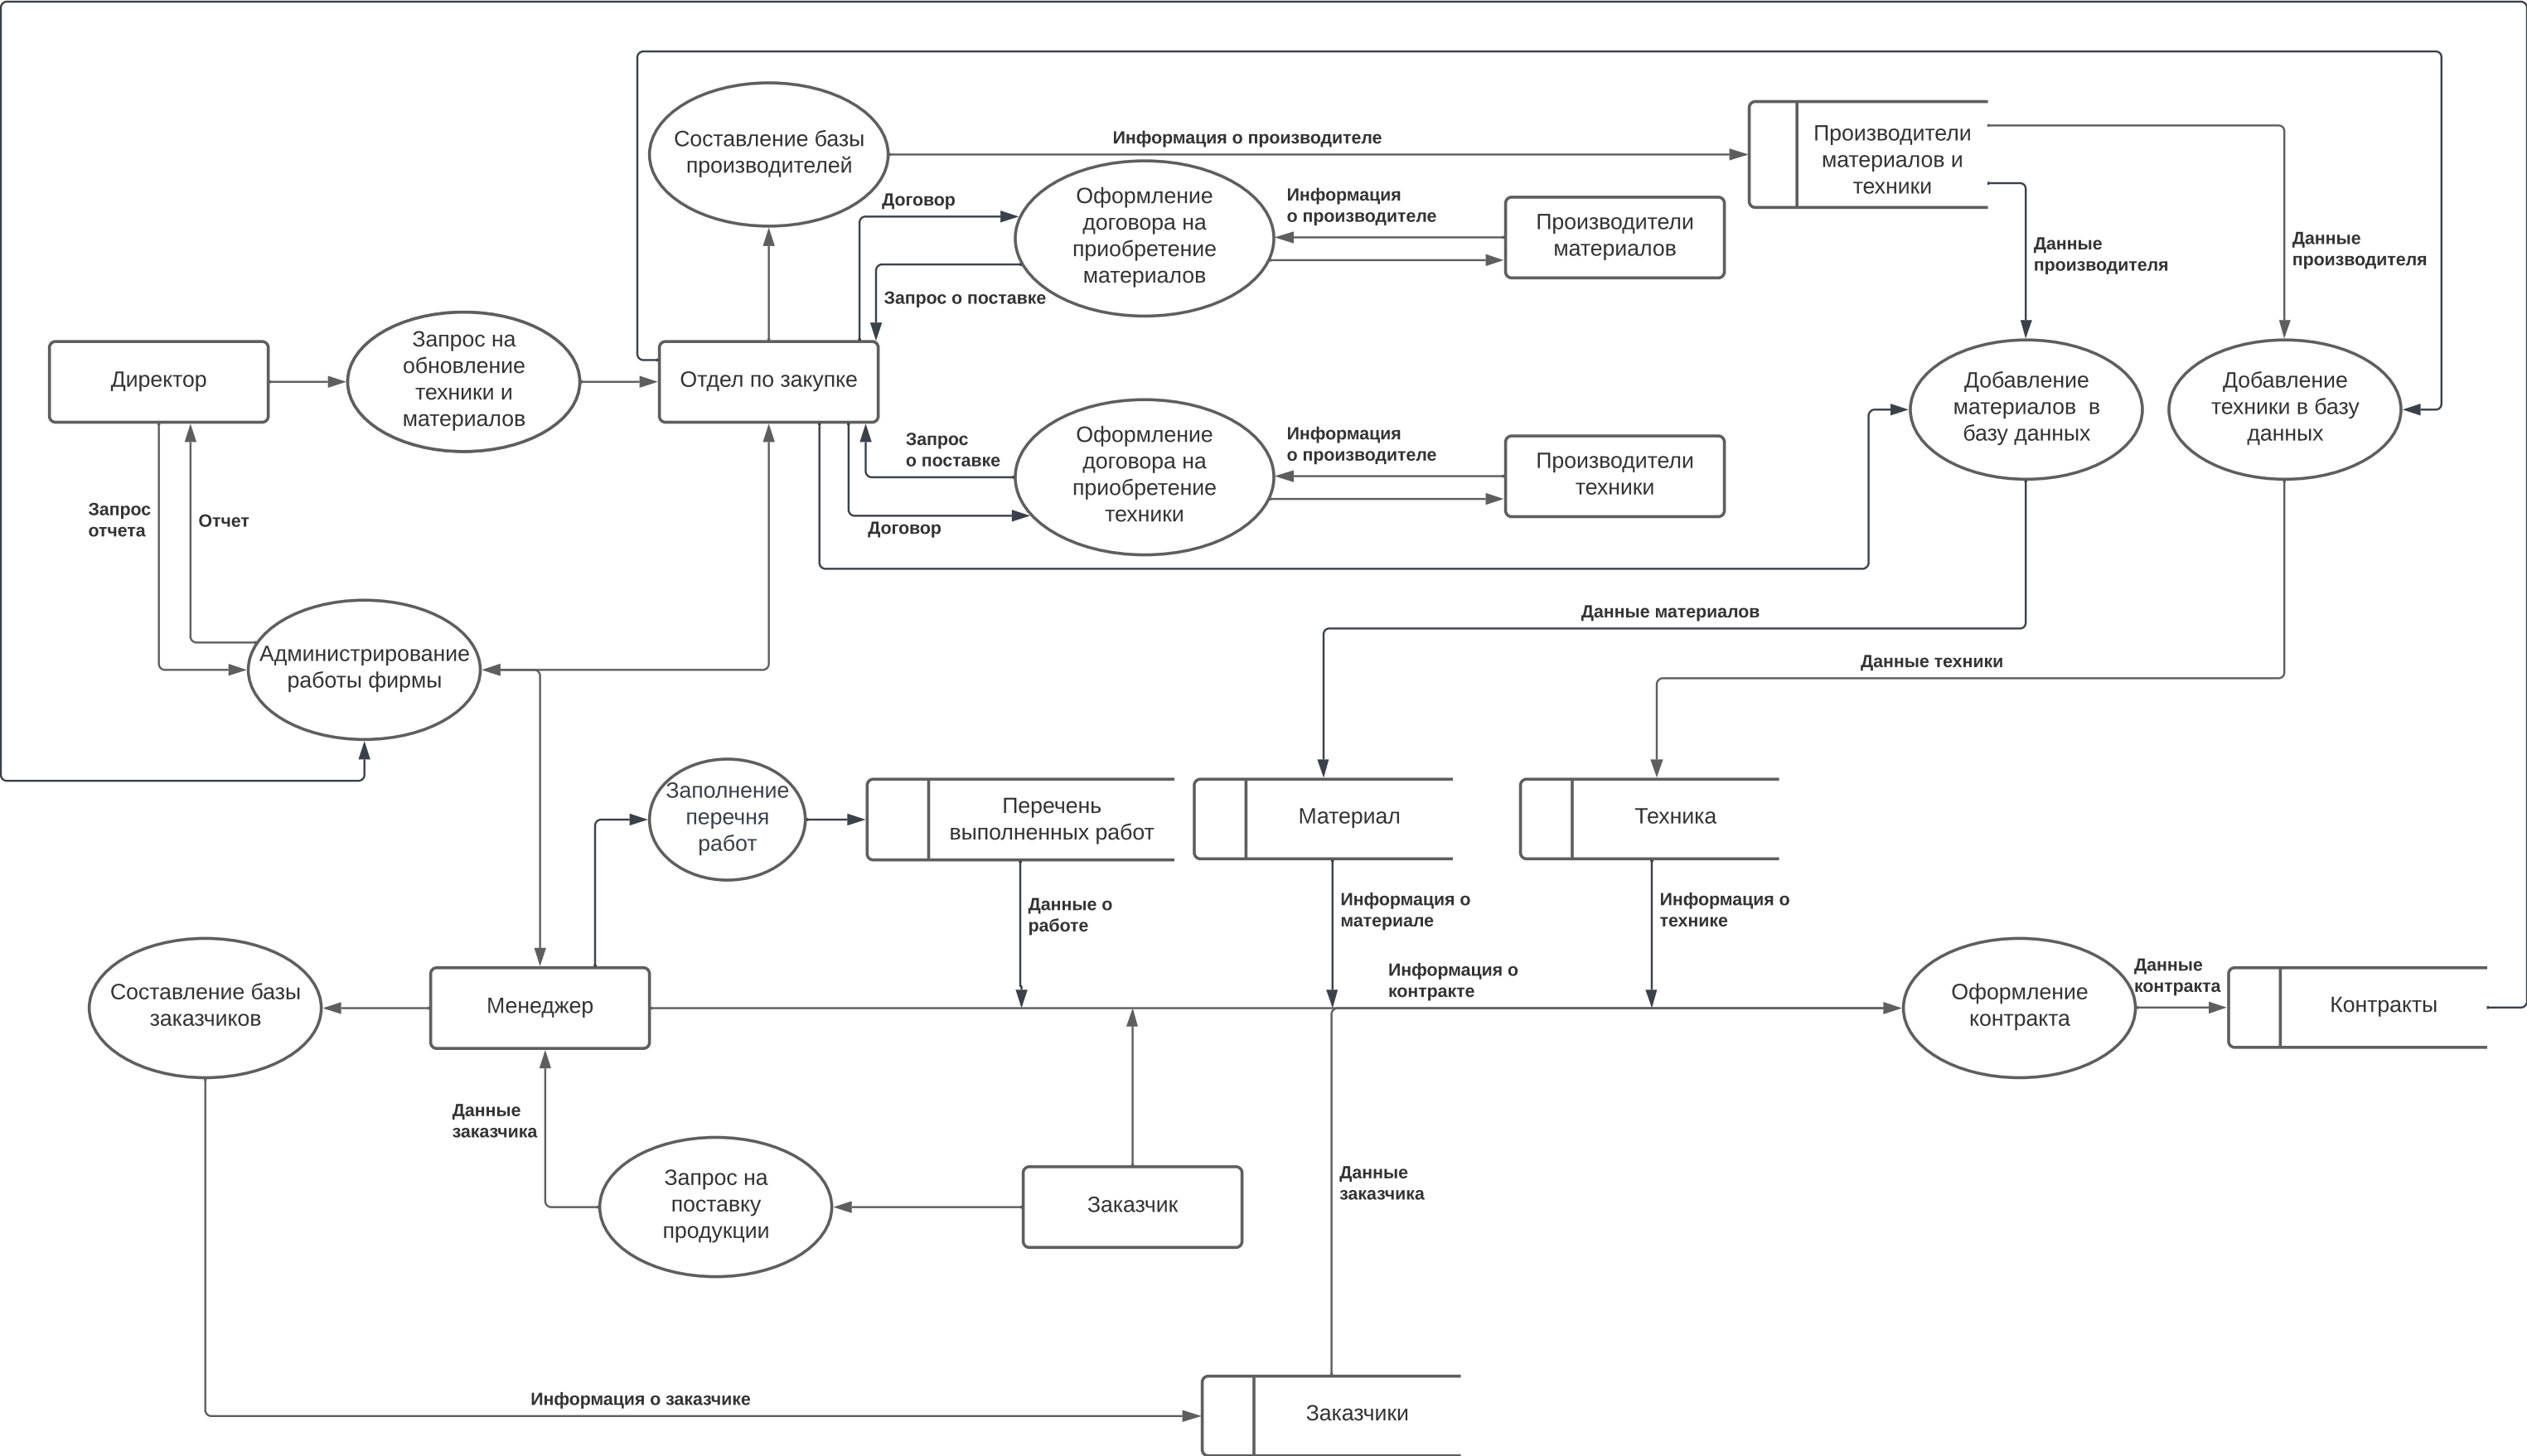 Составление базы
производителей
Информация о производителе
Производители
материалов и
техники
Договор
Оформление
договора на
приобретение
материалов
Информация
о производителе
Производители
материалов
Запрос о поставке
Данные
производителя
Данные
производителя
Директор
Запрос на
обновление
техники и
материалов
Отдел по закупке
Добавление
материалов в
базу данных
Добавление
техники в базу
данных
Запрос
о поставке
Оформление
договора на
приобретение
техники
Информация
о производителе
Производители
техники
Договор
Запрос
отчета
Отчет
Данные материалов
Администрирование
работы фирмы
Данные техники
Заполнение
перечня
работ
Перечень
выполненных работ
Материал
Техника
Данные о
работе
Информация о
материале
Информация о
технике
Составление базы
заказчиков
Менеджер
Информация о
контракте
Оформление
контракта
Данные
контракта
Контракты
Данные
заказчика
Запрос на
поставку
продукции
Заказчик
Данные
заказчика
Информация о заказчике
Заказчики